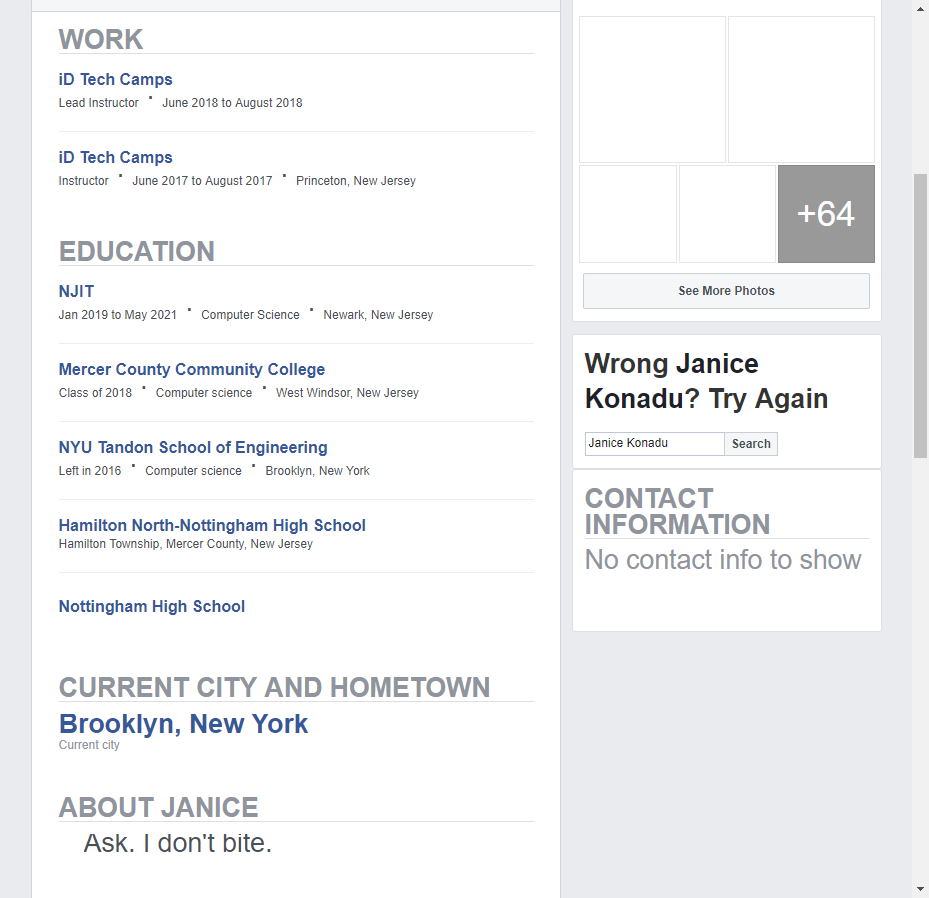 WORK
iD Tech Camps
Lead Instructor · June 2018 to August 2018
iD Tech Camps
Instructor · June 2017 to August 2017 · Princeton, New Jersey
EDUCATION
NJIT
Jan 2019 to May 2021 · Computer Science · Newark, New Jersey
Mercer County Community College
Class of 2018 · Computer science · West Windsor, New Jersey
NYU Tandon School of Engineering
Left in 2016 · Computer science · Brooklyn, New York
Hamilton North-Nottingham High School
Hamilton Township, Mercer County, New Jersey
Nottingham High School
CURRENT CITY AND HOMETOWN
Brooklyn, New York
Current city
ABOUT JANICE
Ask. I don't bite.
+64
See More Photos
Wrong Janice
Konadu? Try Again
Janice Konadu Search
CONTACT
INFORMATION
No contact info to show